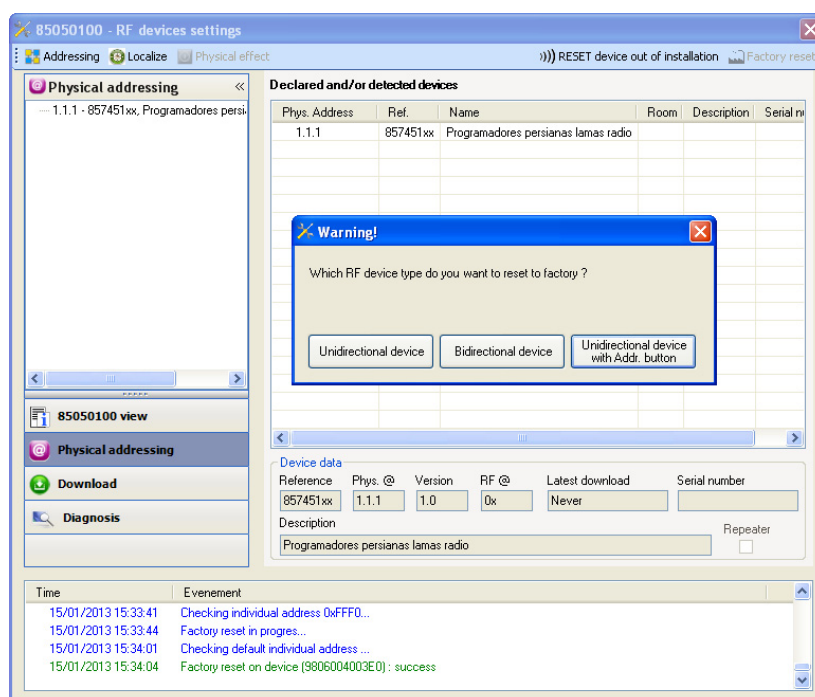 85050100 - RF devices settings
Addressing Localize Physical effect ))) RESET device out of installation Factory reset
Physical addressing «
1.1.1 - 857451xx, Programadores persi
Declared and/or detected devices
Phys. Address Ref. Name Room Description Serial n
1.1.1 857451xx Programadores persianas lamas radio
Warning!
Which RF device type do you want to reset to factory ?
Unidirectional device Bidirectional device Unidirectional device
with Addr. button
85050100 view
Physical addressing
Download
Diagnosis
Device data
Reference Phys. @ Version RF @ Latest download Serial number
857451xx 1.1.1 1.0 0x Never
Description
Programadores persianas lamas radio
Repeater
Time Evenement
15/01/2013 15:33:41 Checking individual address 0xFFF0...
15/01/2013 15:33:44 Factory reset in progres...
15/01/2013 15:34:01 Checking default individual address ...
15/01/2013 15:34:04 Factory reset on device (9806004003E0) : success